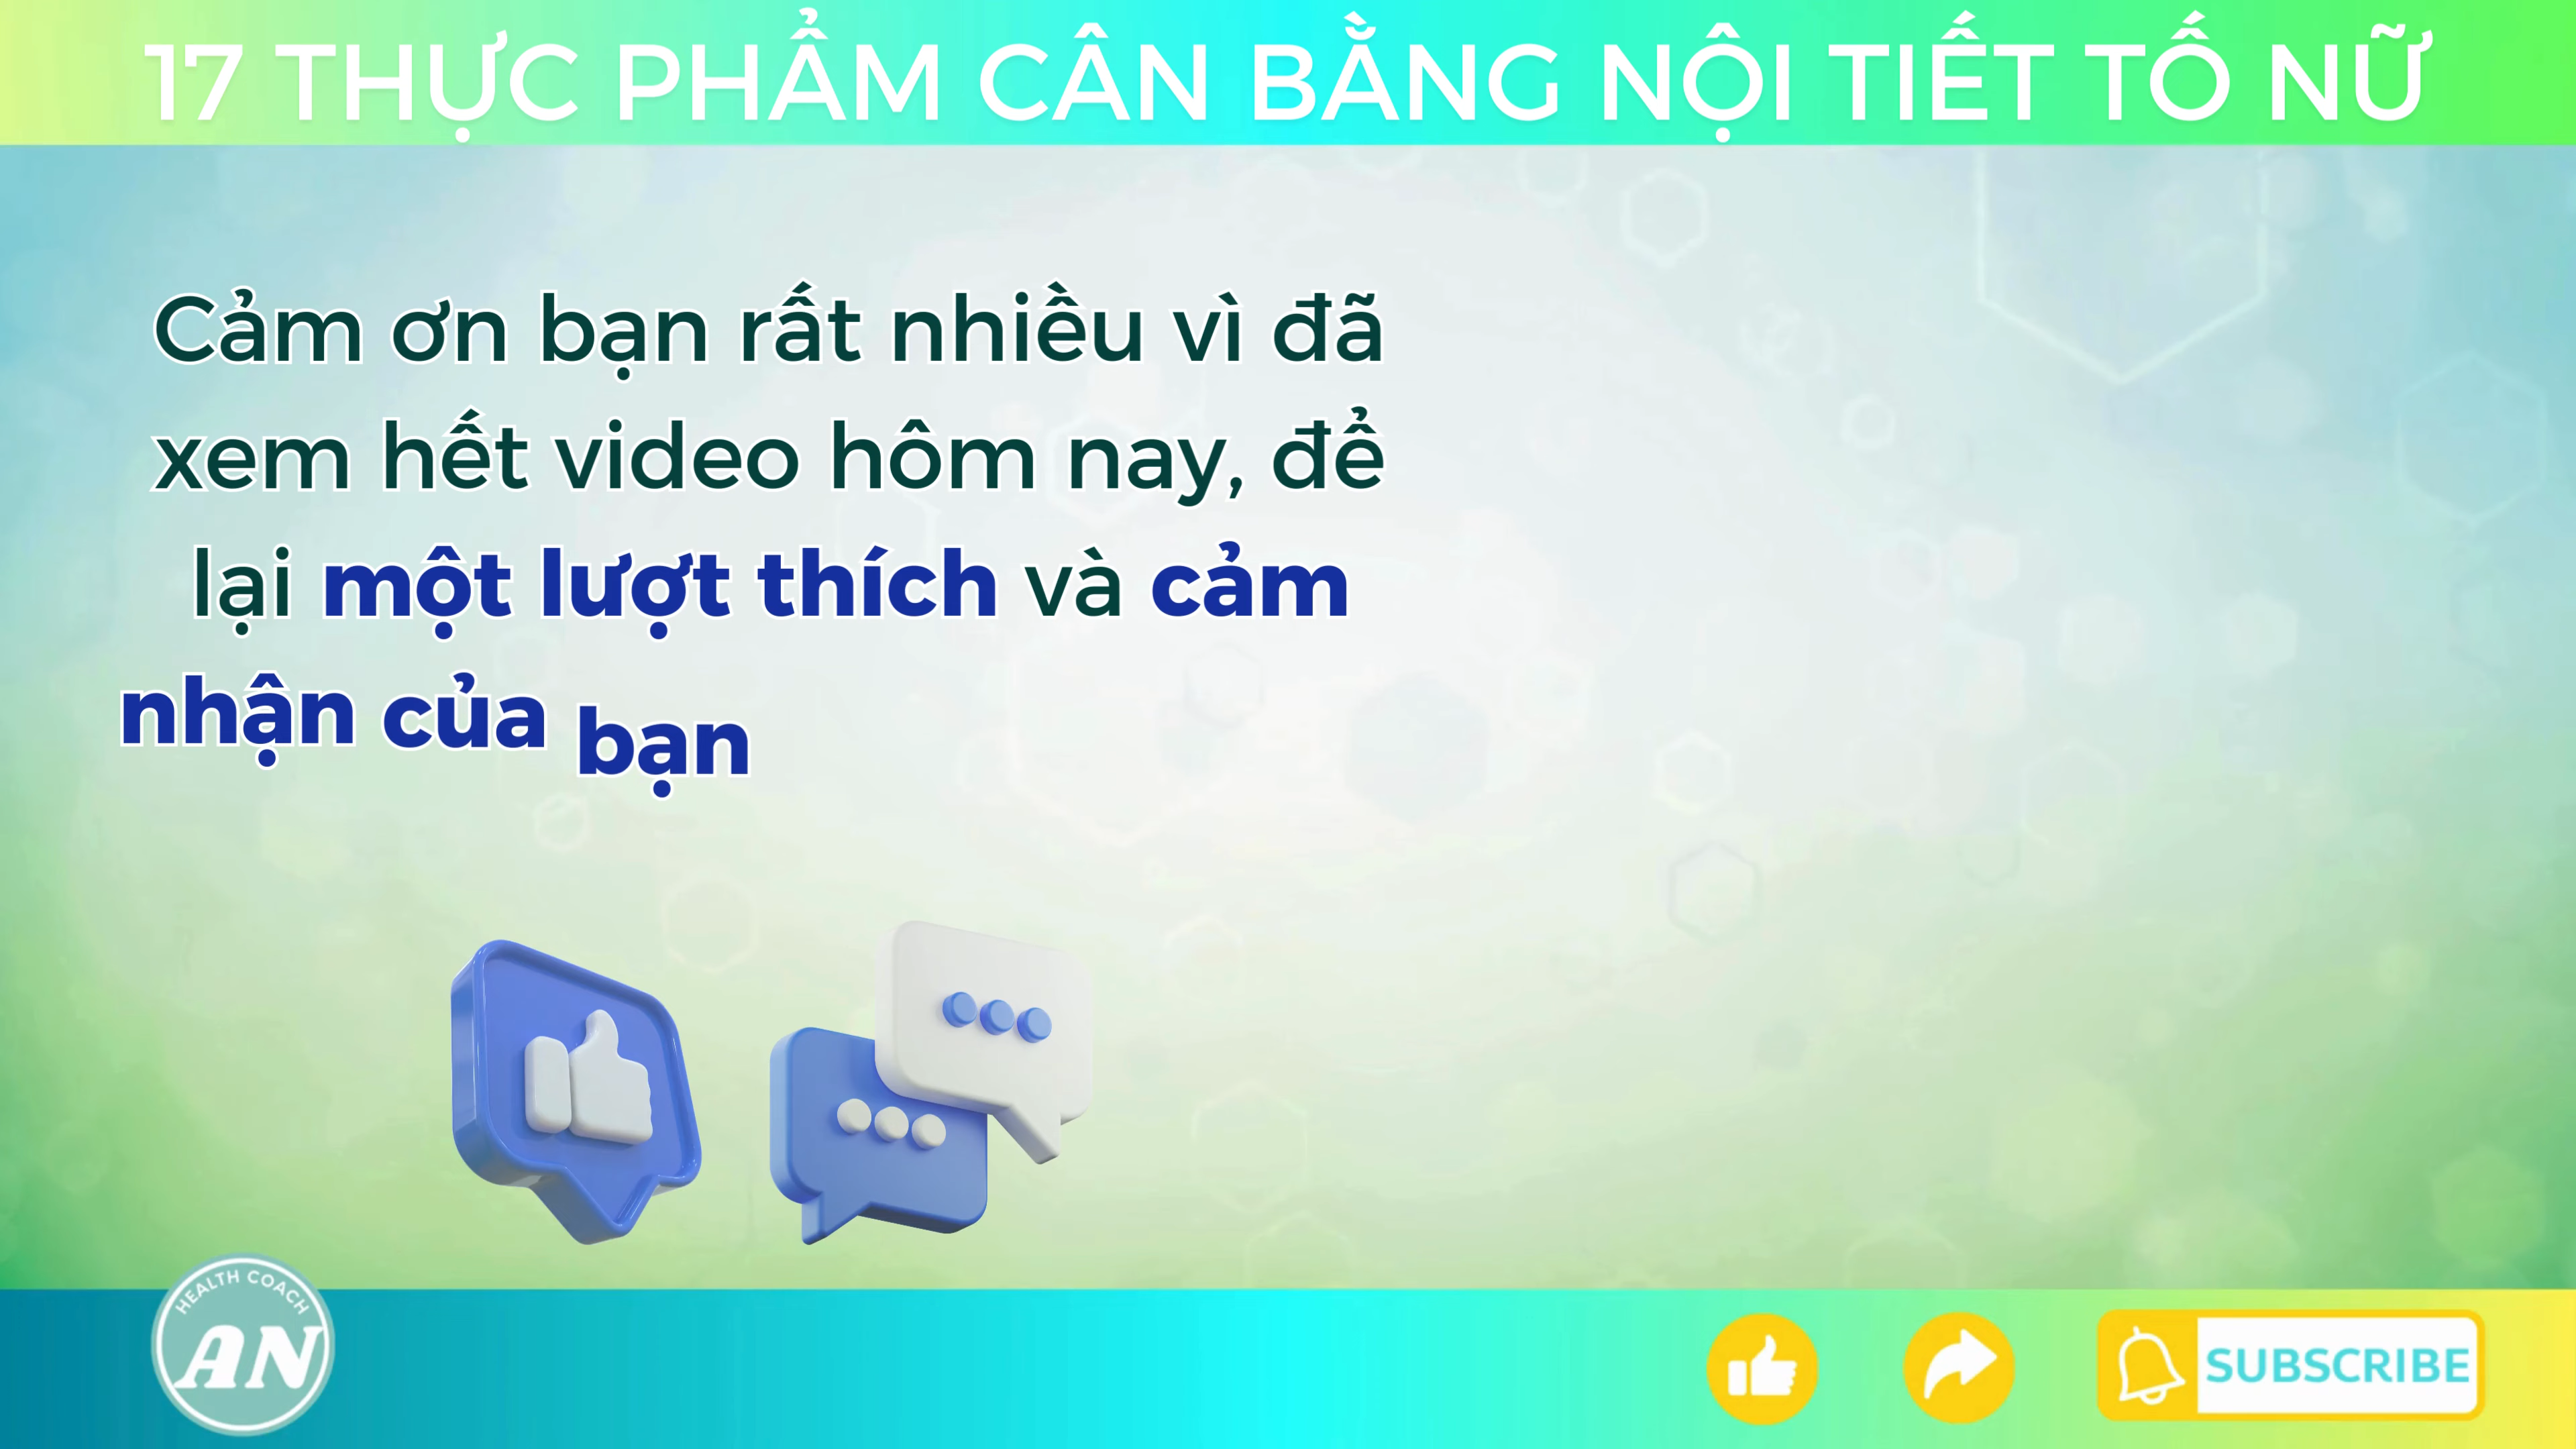 17 THỰC PHẨM CÂN BẰNG NỘI TIẾT TỐ NỮ
Cảm ơn bạn rất nhiều vì đã
xem hết video hôm nay, để
lại một lượt thích và cảm
nhận của bạn
HEALTH COACH
AN
SUBSCRIBE